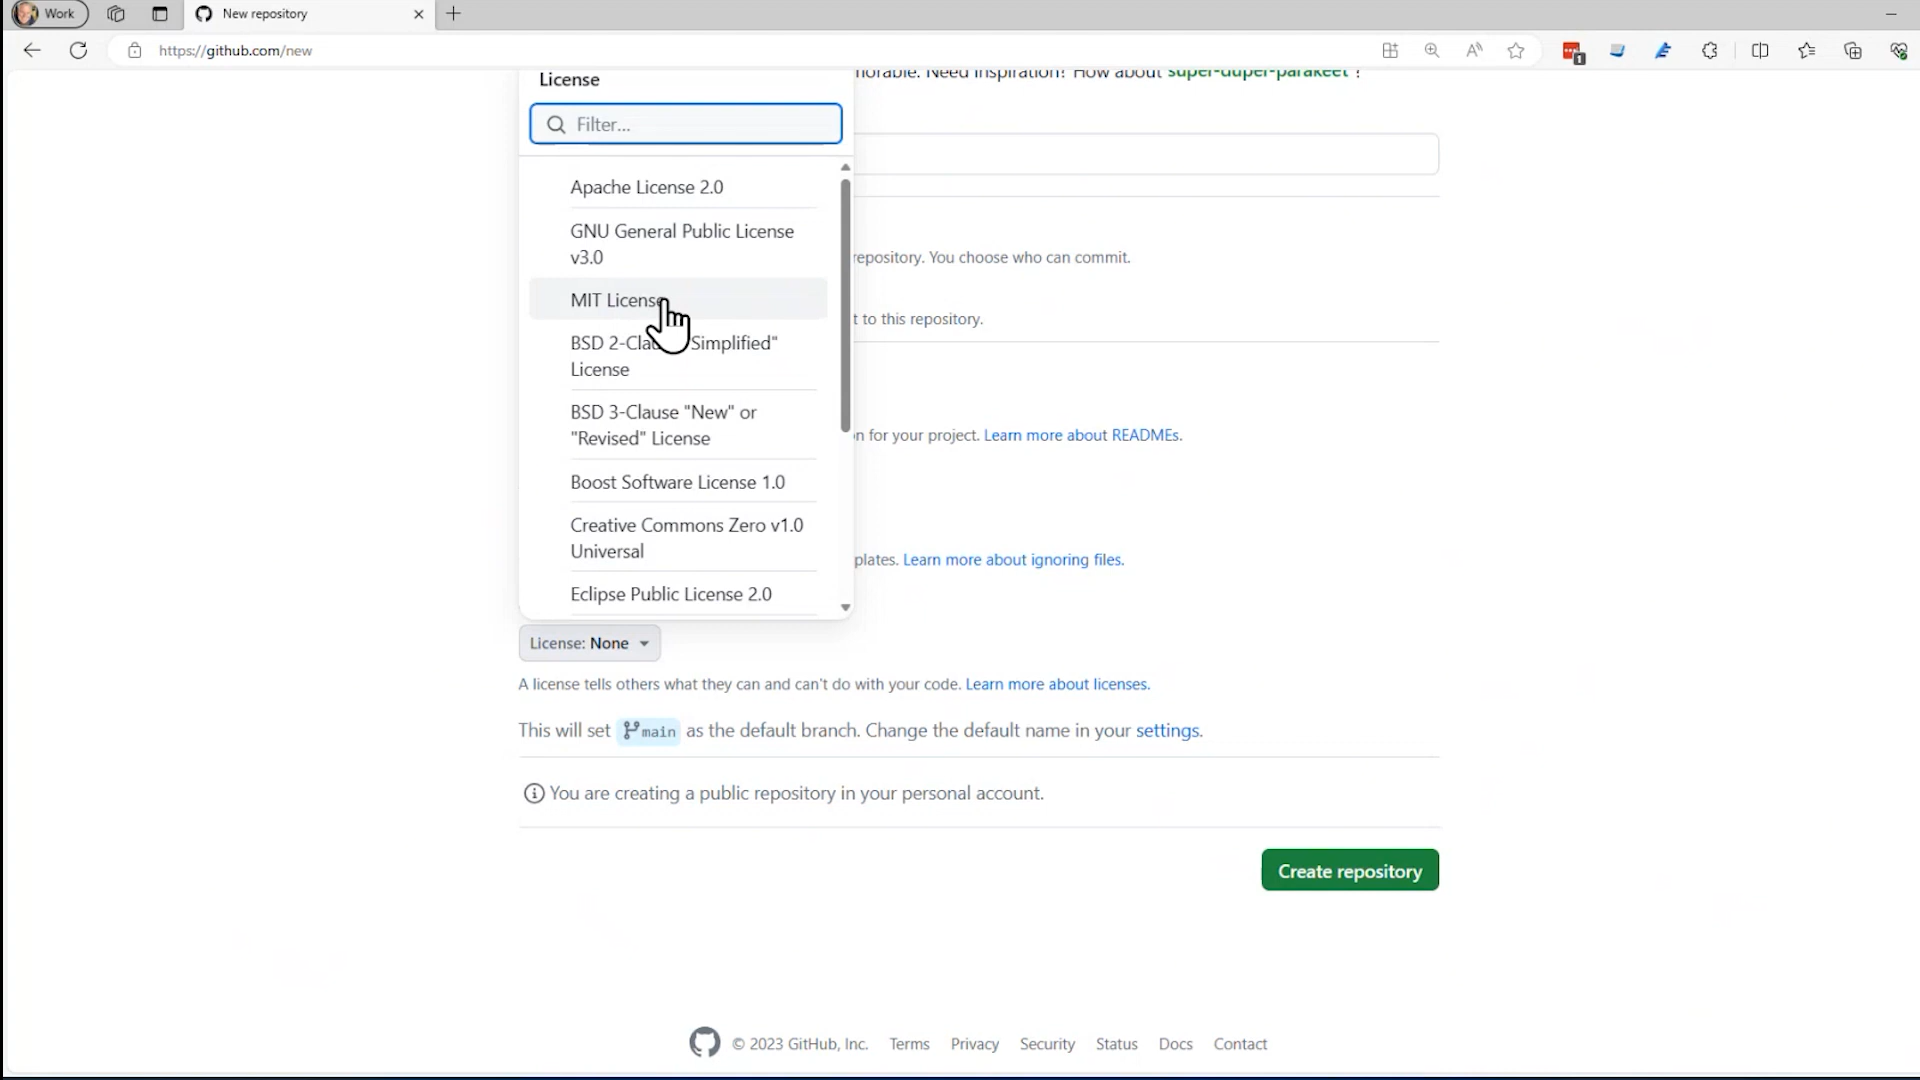 Work
New repository
https://github.com/new
1
License
Need inspiration? How about super-duper-parakeet ?
Filter...
Apache License 2.0
GNU General Public License
v3.0
repository. You choose who can commit.
MIT License
t to this repository.
BSD 2-Clau Simplified"
License
BSD 3-Clause "New" or
"Revised" License
n for your project. Learn more about READMEs.
Boost Software License 1.0
Creative Commons Zero v1.0
Universal
plates. Learn more about ignoring files.
Eclipse Public License 2.0
License: None
A license tells others what they can and can't do with your code. Learn more about licenses.
This will set main as the default branch. Change the default name in your settings.
You are creating a public repository in your personal account.
Create repository
© 2023 GitHub, Inc. Terms Privacy Security Status Docs Contact